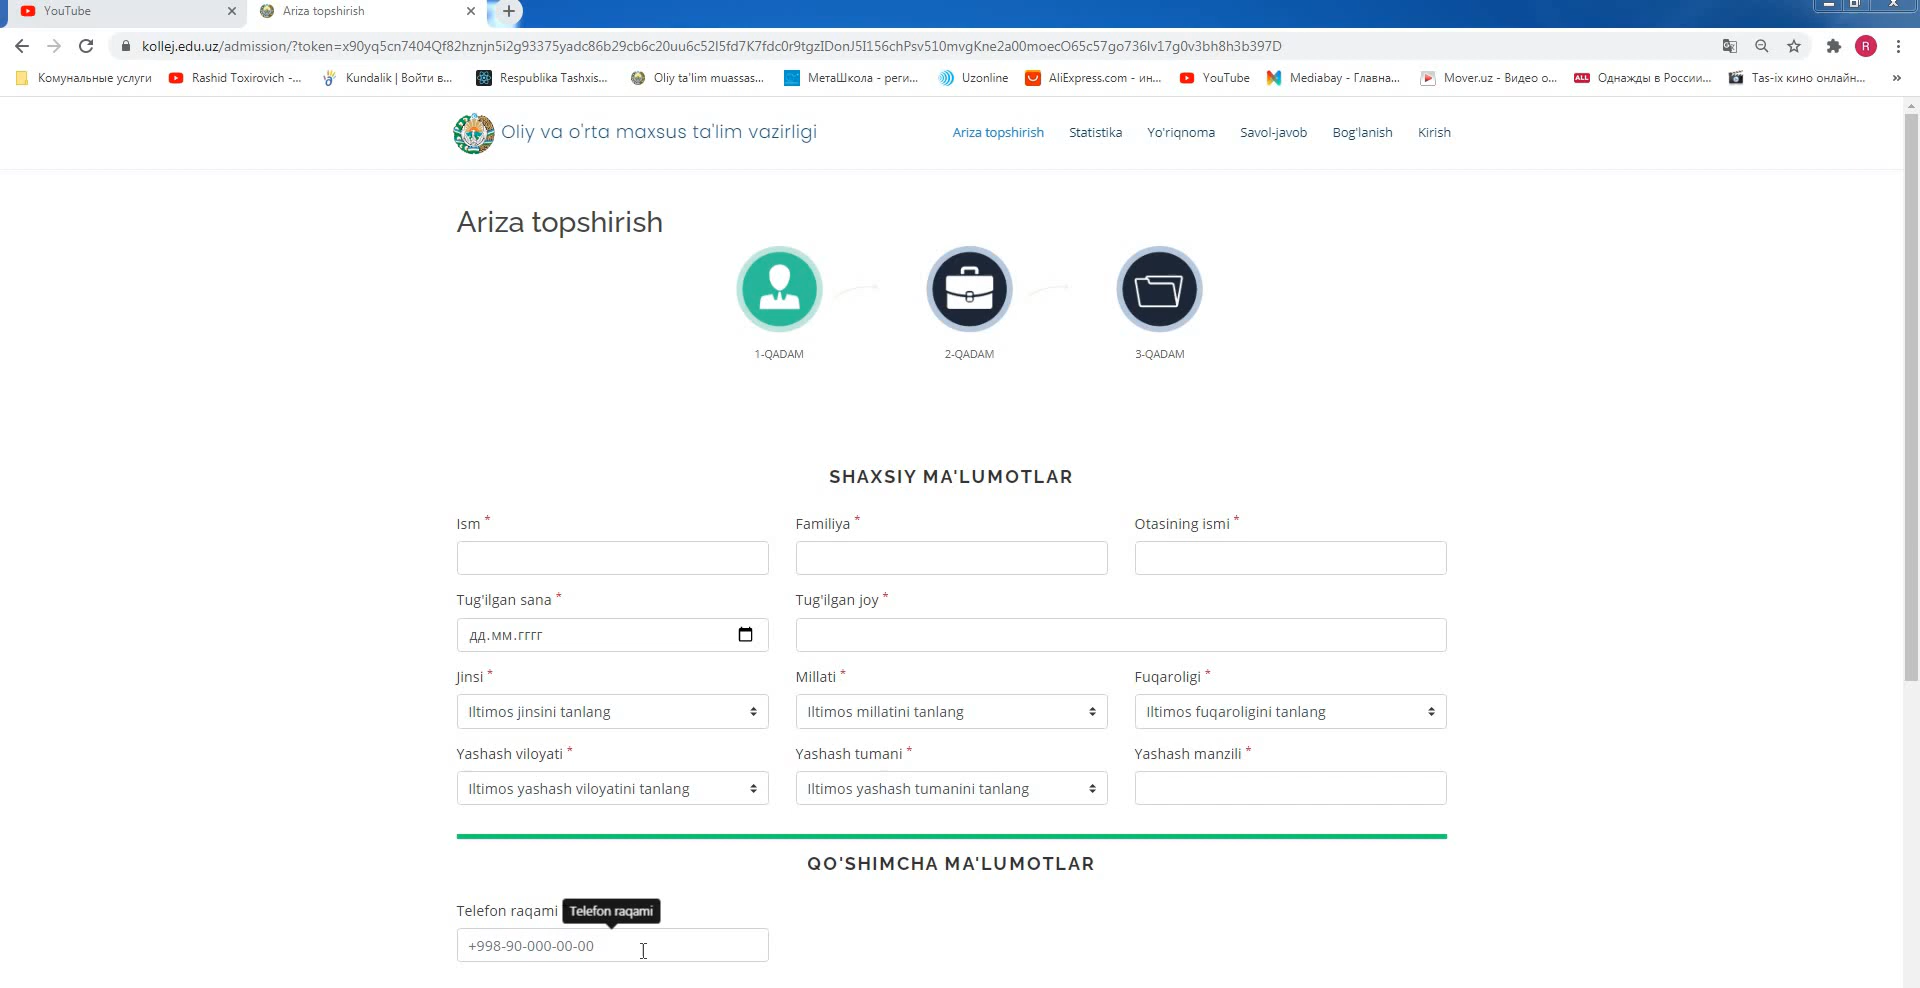 YouTube
Ariza topshirish
kollej.edu.uz/admission/?token=x90yq5cn7404Qf82hznjn5i2g93375yadc86b29cb6c20uu6c52I5fd7K7fdc0r9tgzIDonJ5I156chPsv510mvgKne2a00moecO65c57go736lv17g0v3bh8h3b397D
R
Комунальные услуги
Rashid Toxirovich -...
Kundalik | Войти в...
Respublika Tashxis...
Oliy ta'lim muassas...
МетаШкола - реги...
Uzonline
AliExpress.com - ин...
YouTube
Mediabay - Главна...
Mover.uz - Видео о...
ALL Однажды в России...
Tas-ix кино онлайн...
Oliy va o'rta maxsus ta'lim vazirligi
Ariza topshirish Statistika Yo'riqnoma Savol-javob Bog'lanish Kirish
Ariza topshirish
1-QADAM 2-QADAM 3-QADAM
SHAXSIY MA'LUMOTLAR
Ism * Familiya * Otasining ismi *
Tug'ilgan sana * Tug'ilgan joy *
дд.мм.гггг
Jinsi * Millati * Fuqaroligi *
Iltimos jinsini tanlang Iltimos millatini tanlang Iltimos fuqaroligini tanlang
Yashash viloyati * Yashash tumani * Yashash manzili *
Iltimos yashash viloyatini tanlang Iltimos yashash tumanini tanlang
QO'SHIMCHA MA'LUMOTLAR
Telefon raqami Telefon raqami
+998-90-000-00-00